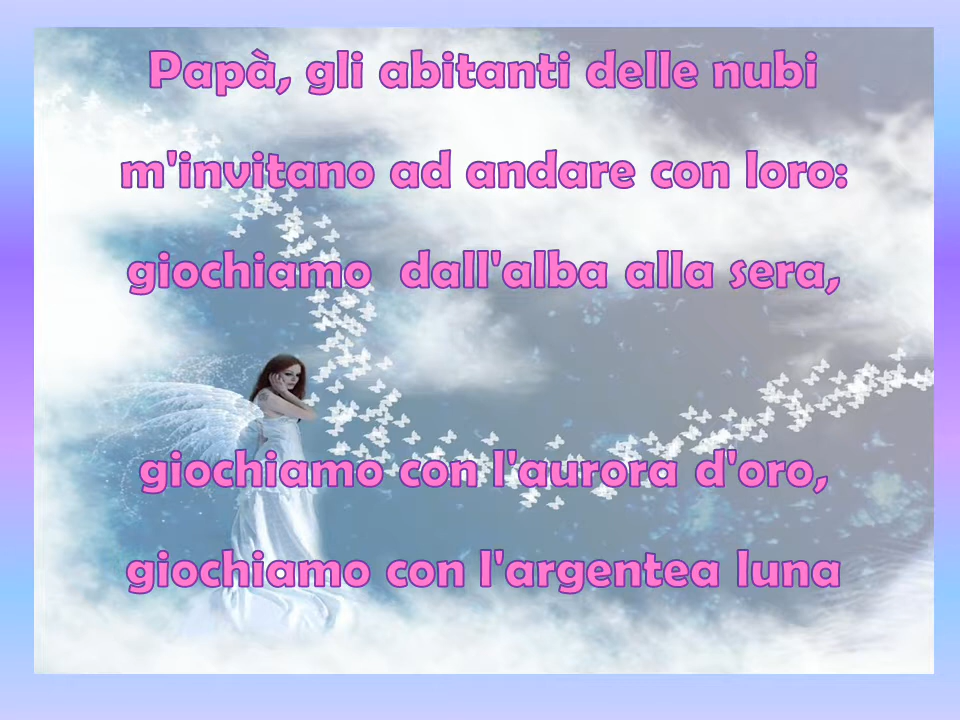 Papà, gli abitanti delle nubi
m'invitano ad andare con loro:
giochiamo  dall'alba alla sera,
giochiamo con l'aurora d'oro,
giochiamo con l'argentea luna